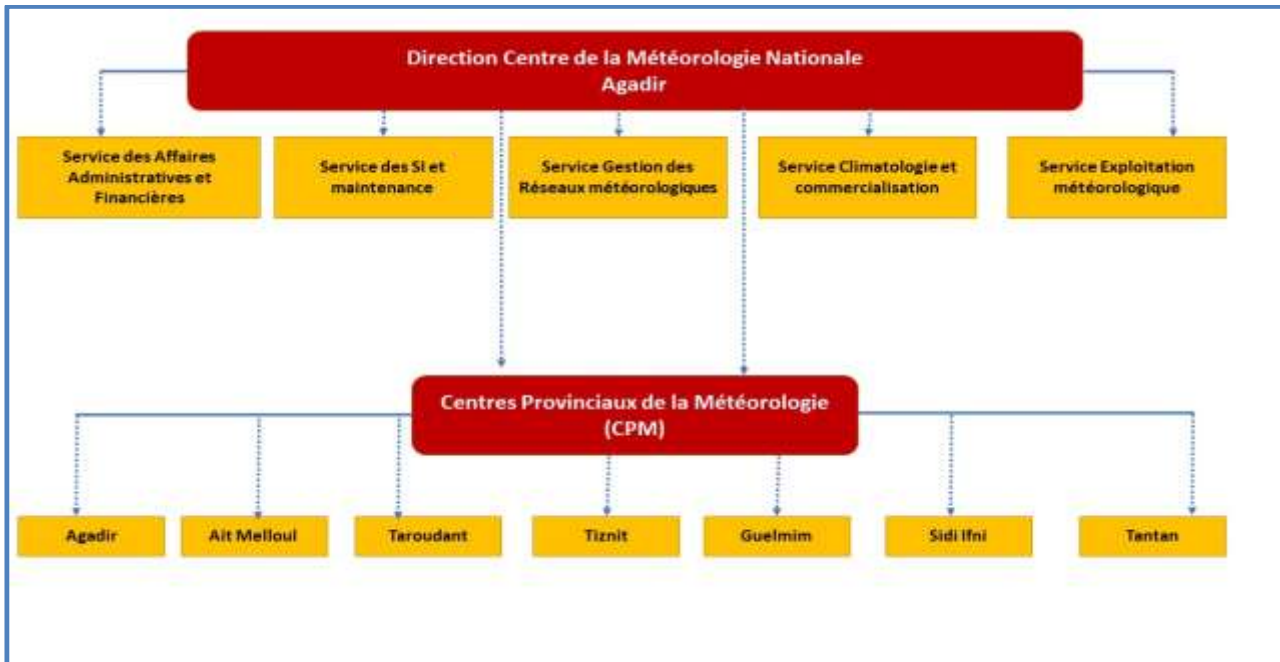 Direction Centre de la Météorologie Nationale
Agadir
Service des Affaires
Administratives et
Financières
Service des SI et
maintenance
Service Gestion des
Réseaux météorologiques
Service Climatologie et
commercialisation
Service Exploitation
météorologique
Centres Provinciaux de la Météorologie
(CPM)
Agadir
Ait Melloul
Taroudant
Tiznit
Guelmim
Sidi Ifni
Tantan